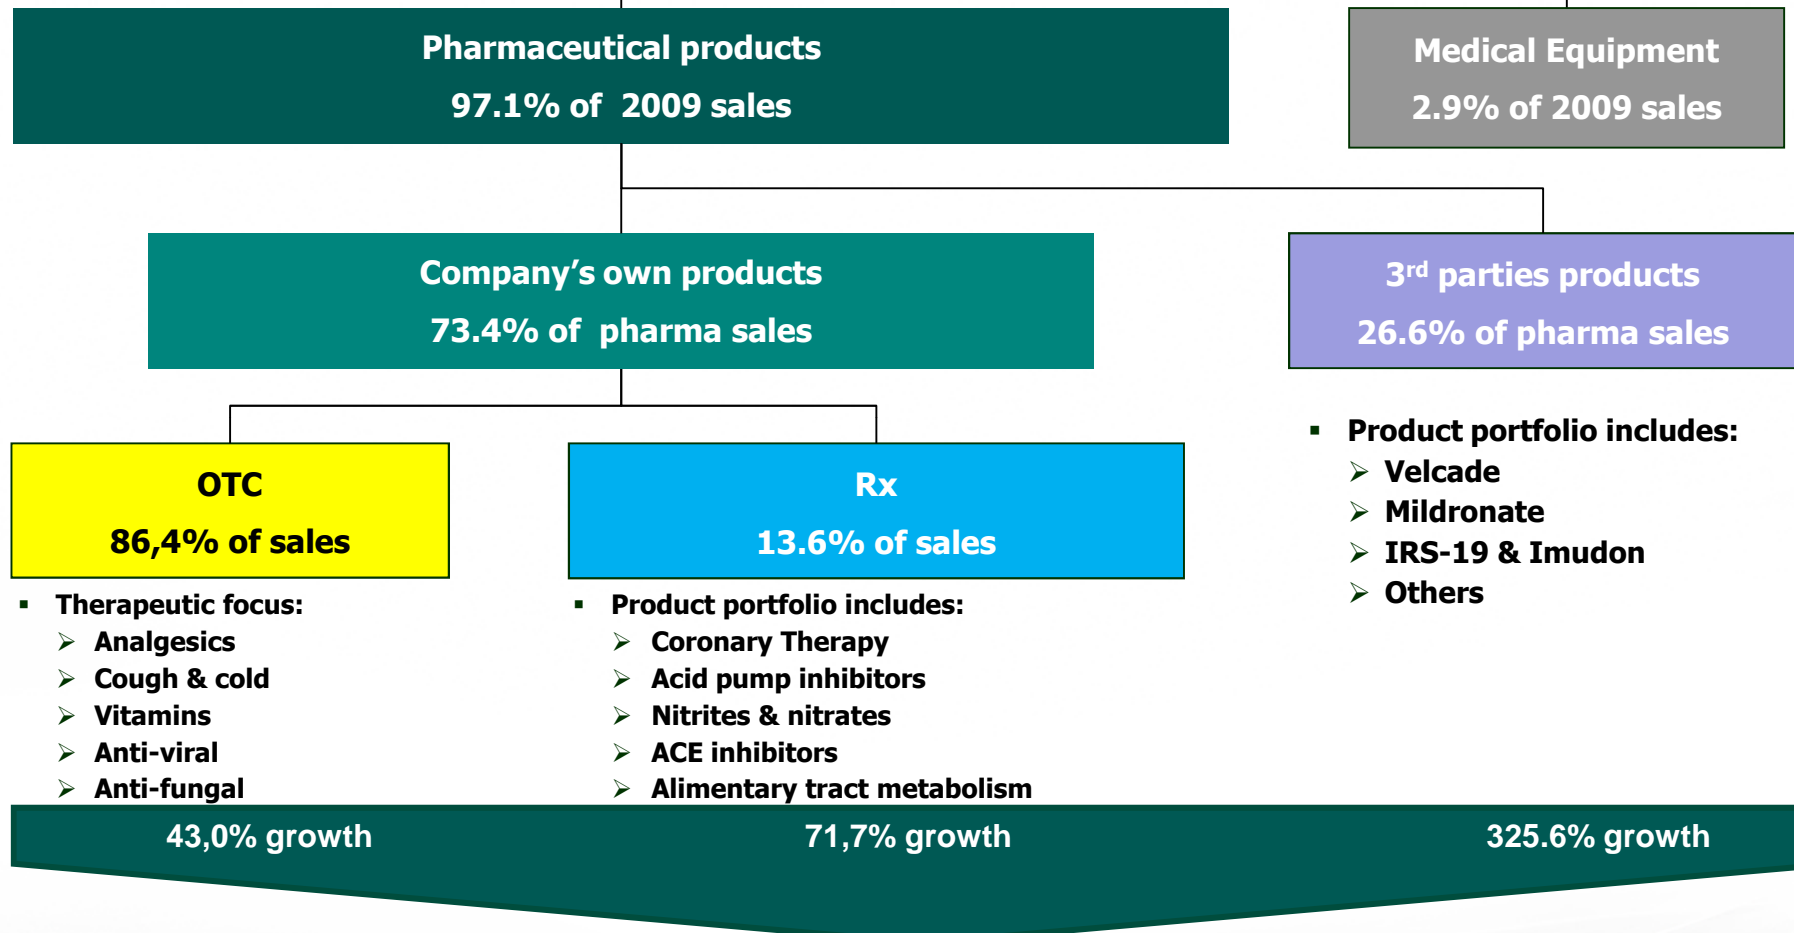 Pharmaceutical products
97.1% of 2009 sales
Medical Equipment
2.9% of 2009 sales
Company’s own products
73.4% of pharma sales
3rd parties products
26.6% of pharma sales
OTC
86,4% of sales
▪ Therapeutic focus:
➢ Analgesics
➢ Cough & cold
➢ Vitamins
➢ Anti-viral
➢ Anti-fungal
Rx
13.6% of sales
▪ Product portfolio includes:
➢ Coronary Therapy
➢ Acid pump inhibitors
➢ Nitrites & nitrates
➢ ACE inhibitors
➢ Alimentary tract metabolism
▪ Product portfolio includes:
➢ Velcade
➢ Mildronate
➢ IRS-19 & Imudon
➢ Others
43,0% growth
71,7% growth
325.6% growth